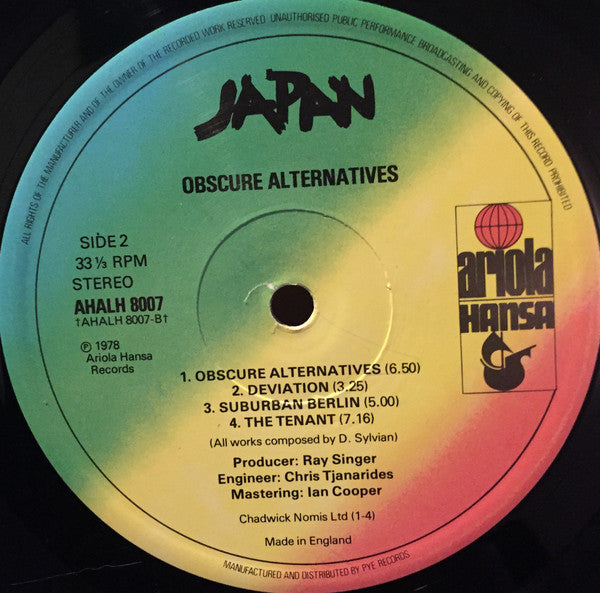 ALL RIGHTS OF THE MANUFACTURER AND OF THE OWNER OF THE RECORDED WORK RESERVED UNAUTHORISED PUBLIC PERFORMANCE BROADCASTING AND COPYING OF THIS RECORD PROHIBITED
JAPAN
OBSCURE ALTERNATIVES
SIDE 2
33 ⅓ RPM
STEREO
AHALH 8007
†AHALH 8007-B†
℗ 1978
Ariola Hansa
Records
ariola
HANSA
1. OBSCURE ALTERNATIVES (6.50)
2. DEVIATION (3.25)
3. SUBURBAN BERLIN (5.00)
4. THE TENANT (7.16)
(All works composed by D. Sylvian)
Producer: Ray Singer
Engineer: Chris Tjanarides
Mastering: Ian Cooper
Chadwick Nomis Ltd (1-4)
Made in England
MANUFACTURED AND DISTRIBUTED BY PYE RECORDS